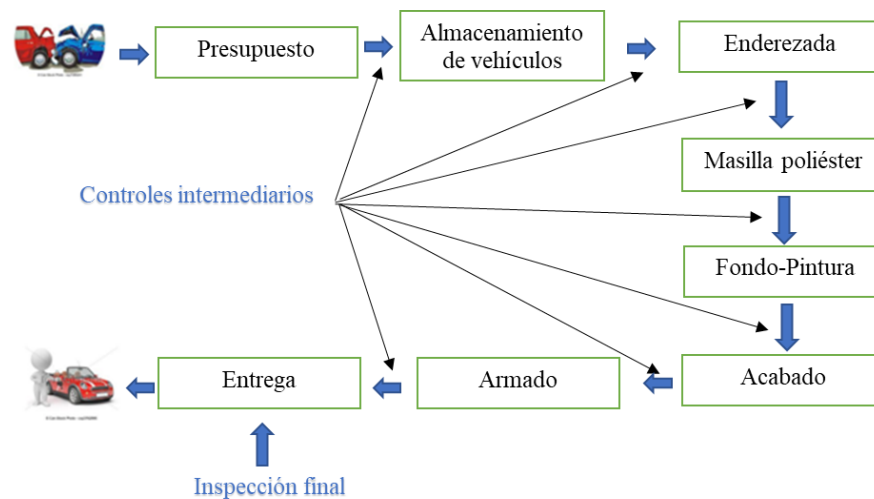 Presupuesto
Almacenamiento
de vehículos
Enderezada
Masilla poliéster
Controles intermediarios
Fondo-Pintura
Entrega
Armado
Acabado
Inspección final